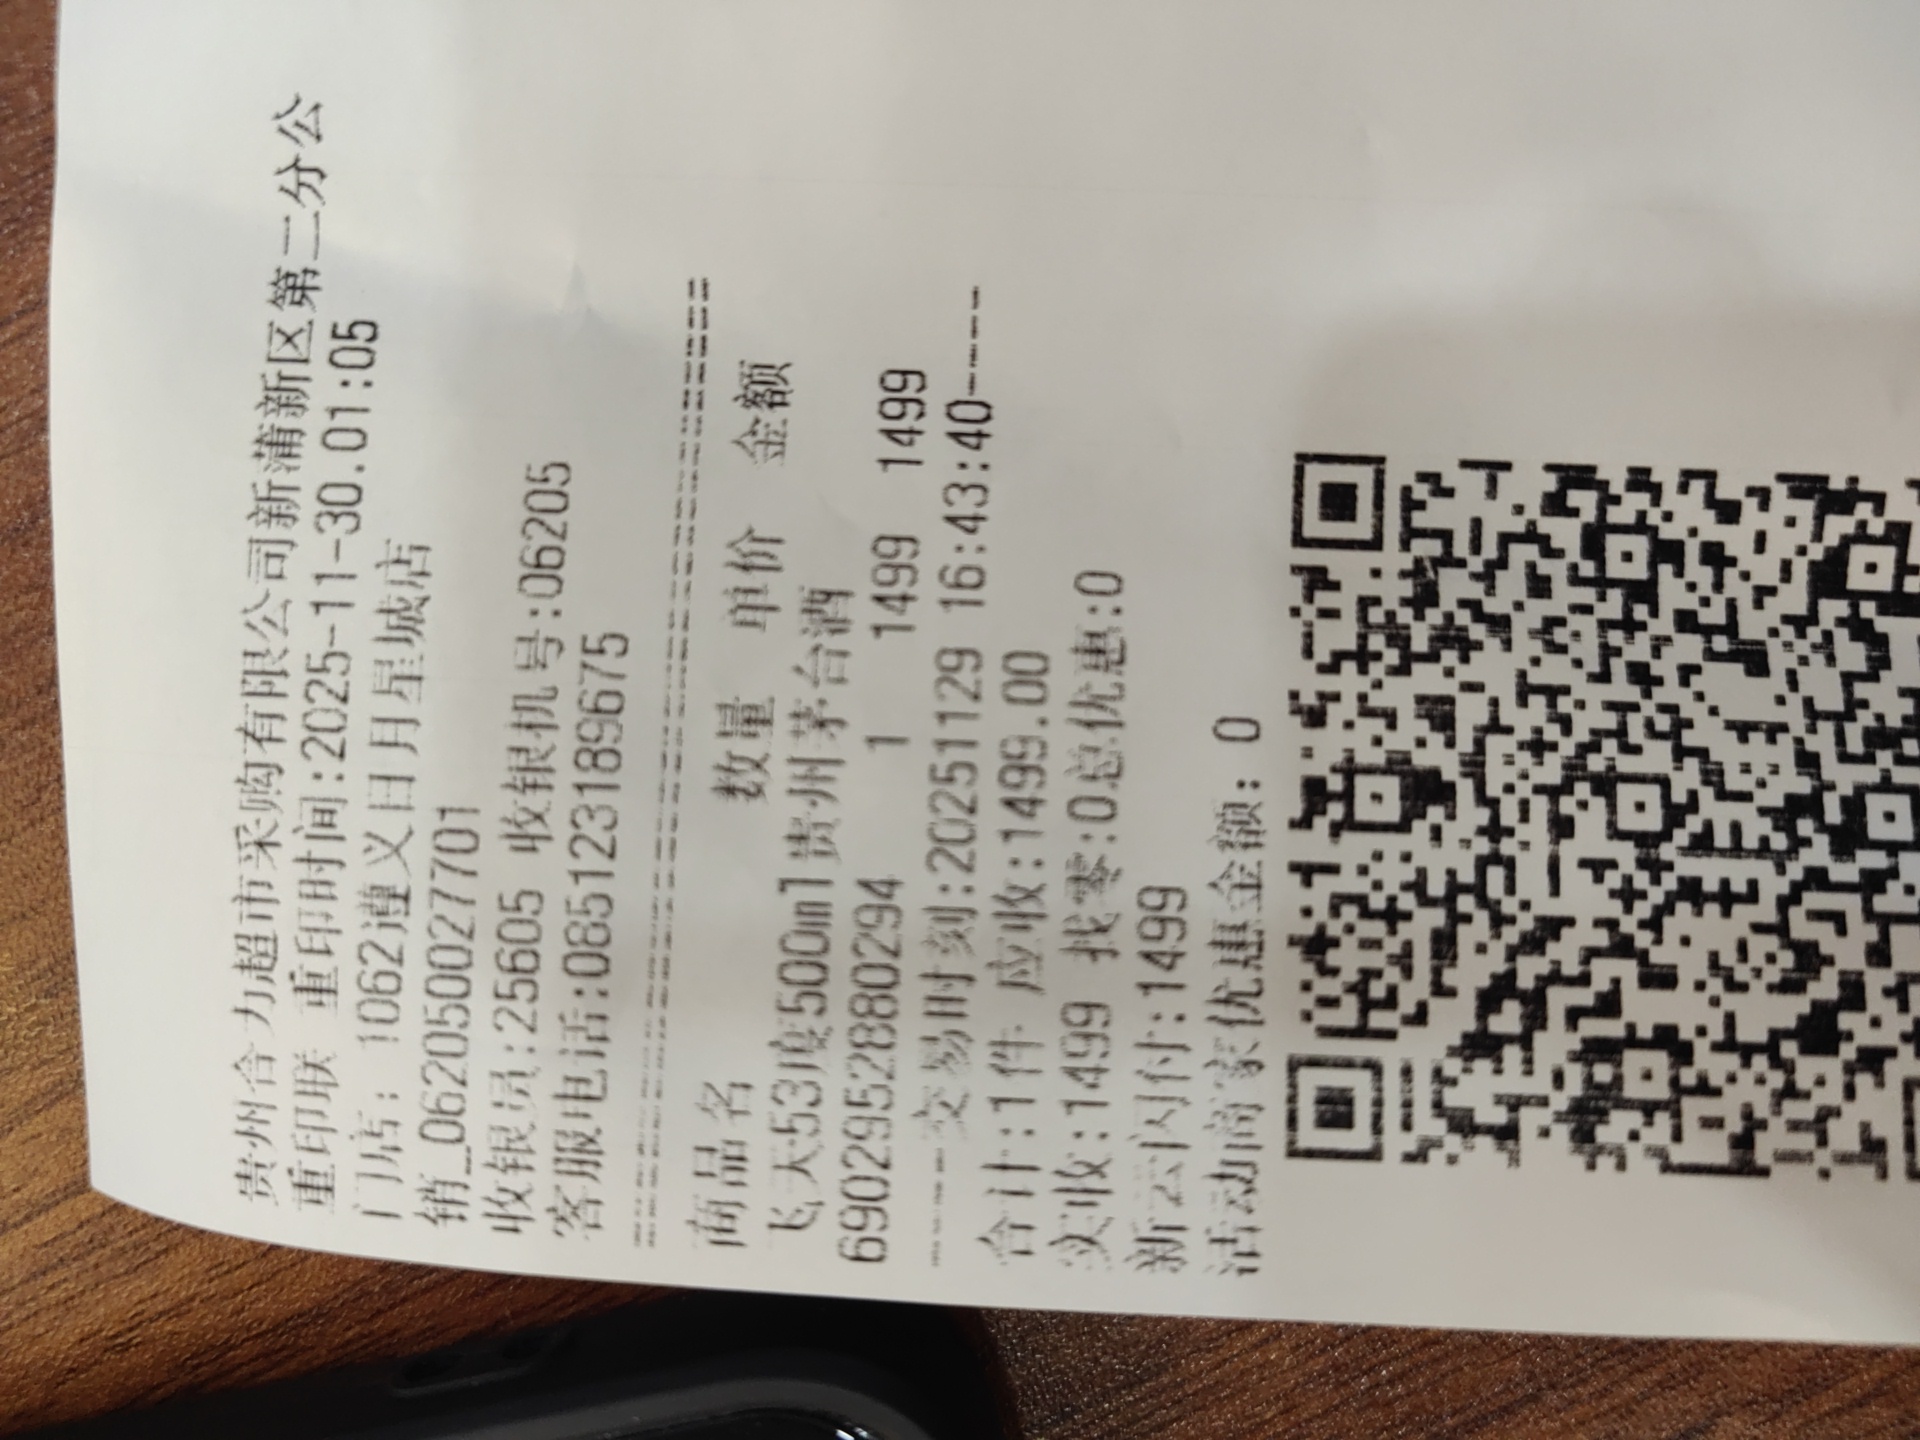 贵州合力超市采购有限公司新蒲新区第二分公
重印联 重印时间:2025-11-30.01:05
门店: 1062遵义日月星城店
销_062050027701
收银员:25605 收银机号:06205
客服电话:085123189675
================================
商品名 数量 单价 金额
飞天53度500ml贵州茅台酒
6902952880294 1 1499 1499
---- 交易时刻:20251129 16:43:40-----
合计:1件 应收:1499.00
实收:1499 找零:0总优惠:0
新云闪付:1499
活动商家优惠金额: 0